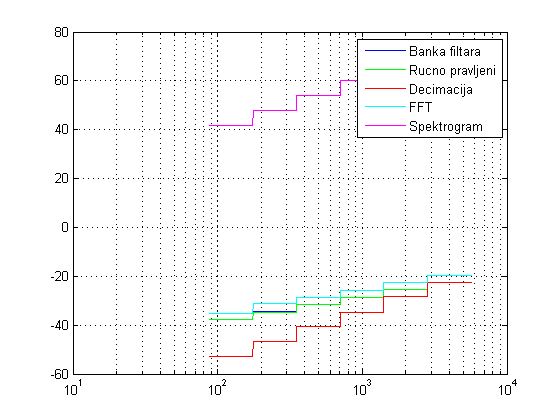 80
60
40
20
0
-20
-40
-60
10^1
10^2
10^3
10^4
Banka filtara
Rucno pravljeni
Decimacija
FFT
Spektrogram